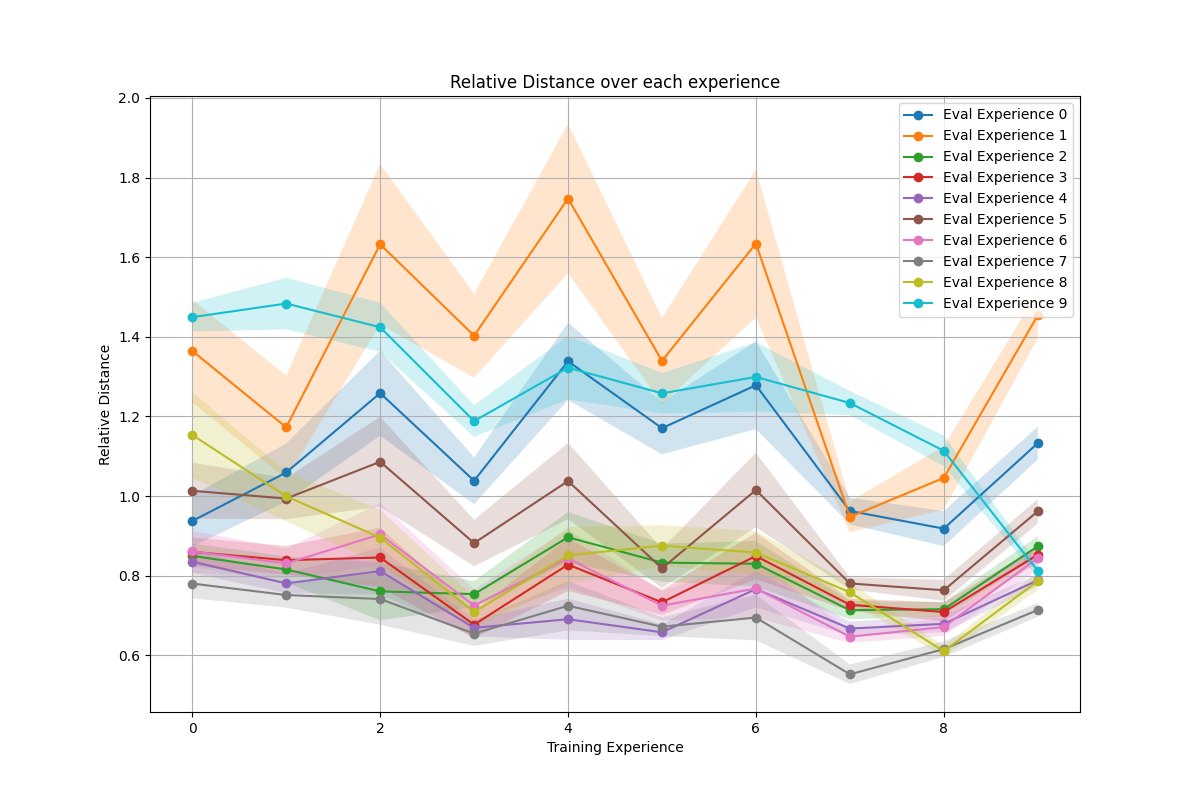 Relative Distance over each experience
2.0
1.8
1.6
1.4
1.2
1.0
0.8
0.6
Relative Distance
Eval Experience 0
Eval Experience 1
Eval Experience 2
Eval Experience 3
Eval Experience 4
Eval Experience 5
Eval Experience 6
Eval Experience 7
Eval Experience 8
Eval Experience 9
0 2 4 6 8
Training Experience